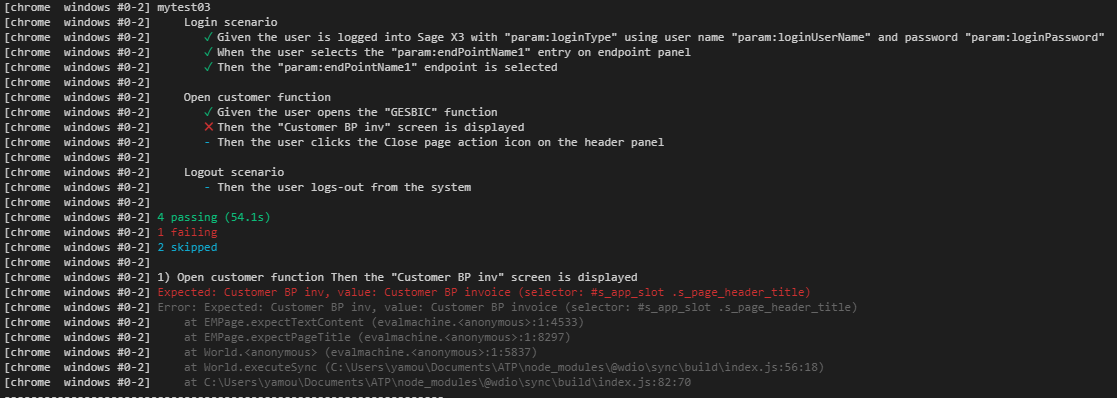 [chrome  windows #0-2] mytest03
[chrome  windows #0-2]     Login scenario
[chrome  windows #0-2]        ✓ Given the user is logged into Sage X3 with "param:loginType" using user name "param:loginUserName" and password "param:loginPassword"
[chrome  windows #0-2]        ✓ When the user selects the "param:endPointName1" entry on endpoint panel
[chrome  windows #0-2]        ✓ Then the "param:endPointName1" endpoint is selected
[chrome  windows #0-2]
[chrome  windows #0-2]     Open customer function
[chrome  windows #0-2]        ✓ Given the user opens the "GESBIC" function
[chrome  windows #0-2]        ✕ Then the "Customer BP inv" screen is displayed
[chrome  windows #0-2]        - Then the user clicks the Close page action icon on the header panel
[chrome  windows #0-2]
[chrome  windows #0-2]     Logout scenario
[chrome  windows #0-2]        - Then the user logs-out from the system
[chrome  windows #0-2]
[chrome  windows #0-2] 4 passing (54.1s)
[chrome  windows #0-2] 1 failing
[chrome  windows #0-2] 2 skipped
[chrome  windows #0-2]
[chrome  windows #0-2] 1) Open customer function Then the "Customer BP inv" screen is displayed
[chrome  windows #0-2] Expected: Customer BP inv, value: Customer BP invoice (selector: #s_app_slot .s_page_header_title)
[chrome  windows #0-2] Error: Expected: Customer BP inv, value: Customer BP invoice (selector: #s_app_slot .s_page_header_title)
[chrome  windows #0-2]     at EMPage.expectTextContent (evalmachine.<anonymous>:1:4533)
[chrome  windows #0-2]     at EMPage.expectPageTitle (evalmachine.<anonymous>:1:8297)
[chrome  windows #0-2]     at World.<anonymous> (evalmachine.<anonymous>:1:5837)
[chrome  windows #0-2]     at World.executeSync (C:\Users\yamou\Documents\ATP\node_modules\@wdio\sync\build\index.js:56:18)
[chrome  windows #0-2]     at C:\Users\yamou\Documents\ATP\node_modules\@wdio\sync\build\index.js:82:70
------------------------------------------------------------------